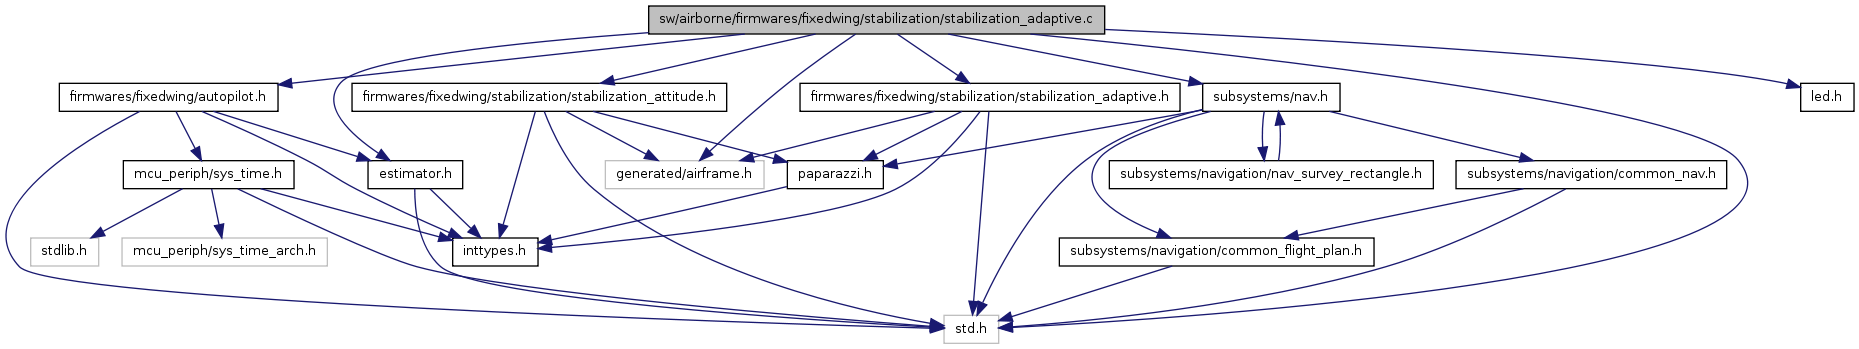 sw/airborne/firmwares/fixedwing/stabilization/stabilization_adaptive.c
firmwares/fixedwing/autopilot.h
firmwares/fixedwing/stabilization/stabilization_attitude.h
firmwares/fixedwing/stabilization/stabilization_adaptive.h
subsystems/nav.h
led.h
mcu_periph/sys_time.h
estimator.h
generated/airframe.h
paparazzi.h
subsystems/navigation/nav_survey_rectangle.h
subsystems/navigation/common_nav.h
stdlib.h
mcu_periph/sys_time_arch.h
inttypes.h
subsystems/navigation/common_flight_plan.h
std.h